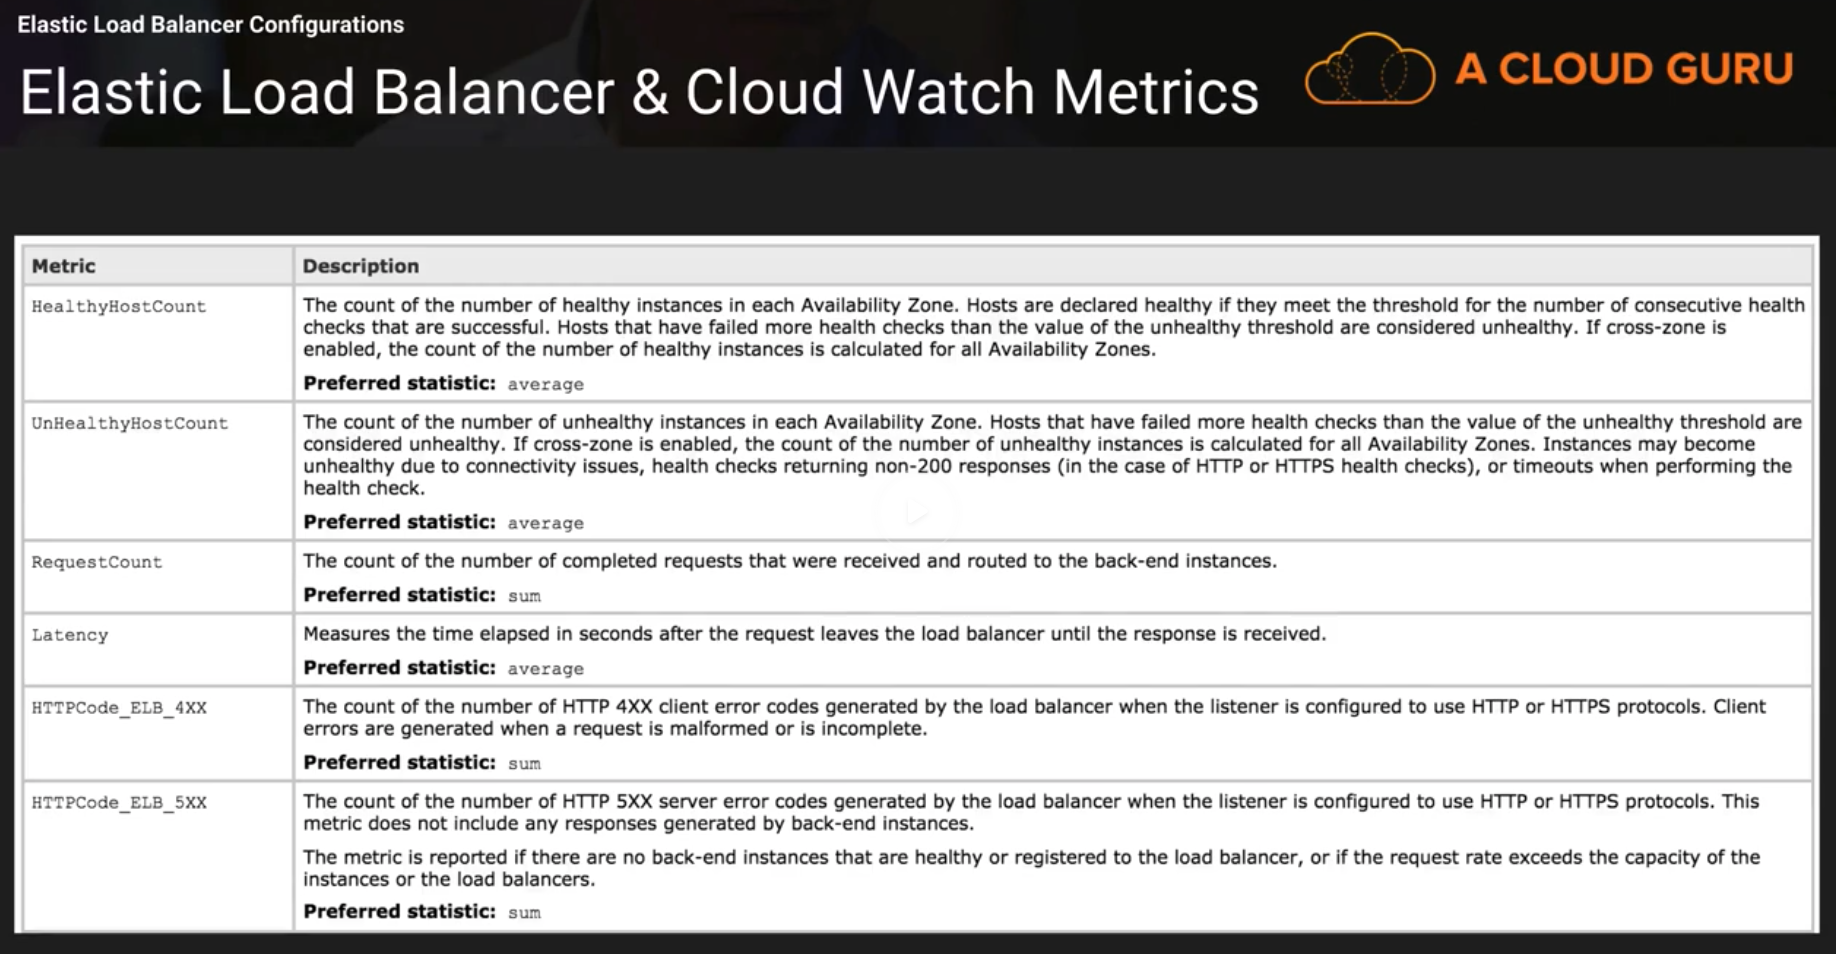 Elastic Load Balancer Configurations
Elastic Load Balancer & Cloud Watch Metrics
A CLOUD GURU
Metric
Description
HealthyHostCount
The count of the number of healthy instances in each Availability Zone. Hosts are declared healthy if they meet the threshold for the number of consecutive health
checks that are successful. Hosts that have failed more health checks than the value of the unhealthy threshold are considered unhealthy. If cross-zone is
enabled, the count of the number of healthy instances is calculated for all Availability Zones.
Preferred statistic: average
UnHealthyHostCount
The count of the number of unhealthy instances in each Availability Zone. Hosts that have failed more health checks than the value of the unhealthy threshold are
considered unhealthy. If cross-zone is enabled, the count of the number of unhealthy instances is calculated for all Availability Zones. Instances may become
unhealthy due to connectivity issues, health checks returning non-200 responses (in the case of HTTP or HTTPS health checks), or timeouts when performing the
health check.
Preferred statistic: average
RequestCount
The count of the number of completed requests that were received and routed to the back-end instances.
Preferred statistic: sum
Latency
Measures the time elapsed in seconds after the request leaves the load balancer until the response is received.
Preferred statistic: average
HTTPCode_ELB_4XX
The count of the number of HTTP 4XX client error codes generated by the load balancer when the listener is configured to use HTTP or HTTPS protocols. Client
errors are generated when a request is malformed or is incomplete.
Preferred statistic: sum
HTTPCode_ELB_5XX
The count of the number of HTTP 5XX server error codes generated by the load balancer when the listener is configured to use HTTP or HTTPS protocols. This
metric does not include any responses generated by back-end instances.
The metric is reported if there are no back-end instances that are healthy or registered to the load balancer, or if the request rate exceeds the capacity of the
instances or the load balancers.
Preferred statistic: sum